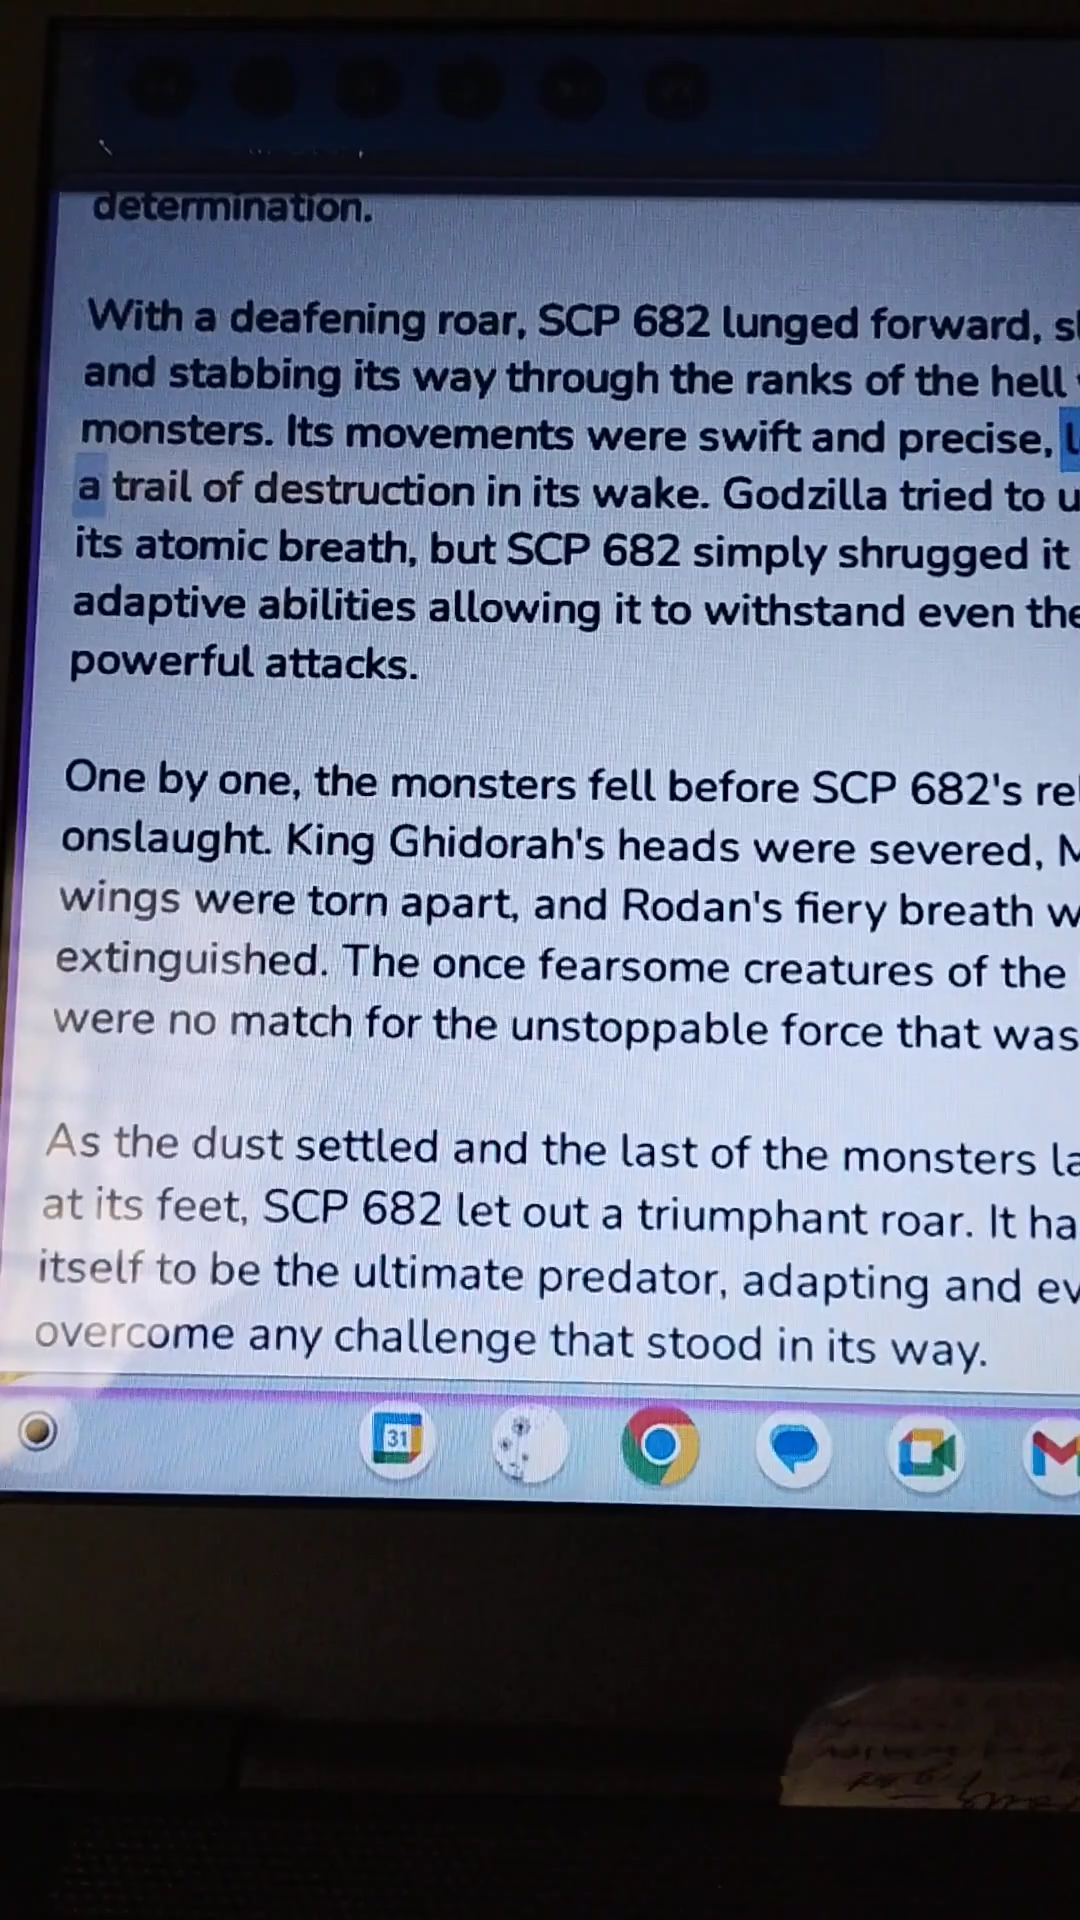 determination.
With a deafening roar, SCP 682 lunged forward,
and stabbing its way through the ranks of the hell
monsters. Its movements were swift and precise,
a trail of destruction in its wake. Godzilla tried to
its atomic breath, but SCP 682 simply shrugged it
adaptive abilities allowing it to withstand even the
powerful attacks.
One by one, the monsters fell before SCP 682's
onslaught. King Ghidorah's heads were severed,
wings were torn apart, and Rodan's fiery breath
extinguished. The once fearsome creatures of the
were no match for the unstoppable force that was
As the dust settled and the last of the monsters
at its feet, SCP 682 let out a triumphant roar. It
itself to be the ultimate predator, adapting and
overcome any challenge that stood in its way.
31